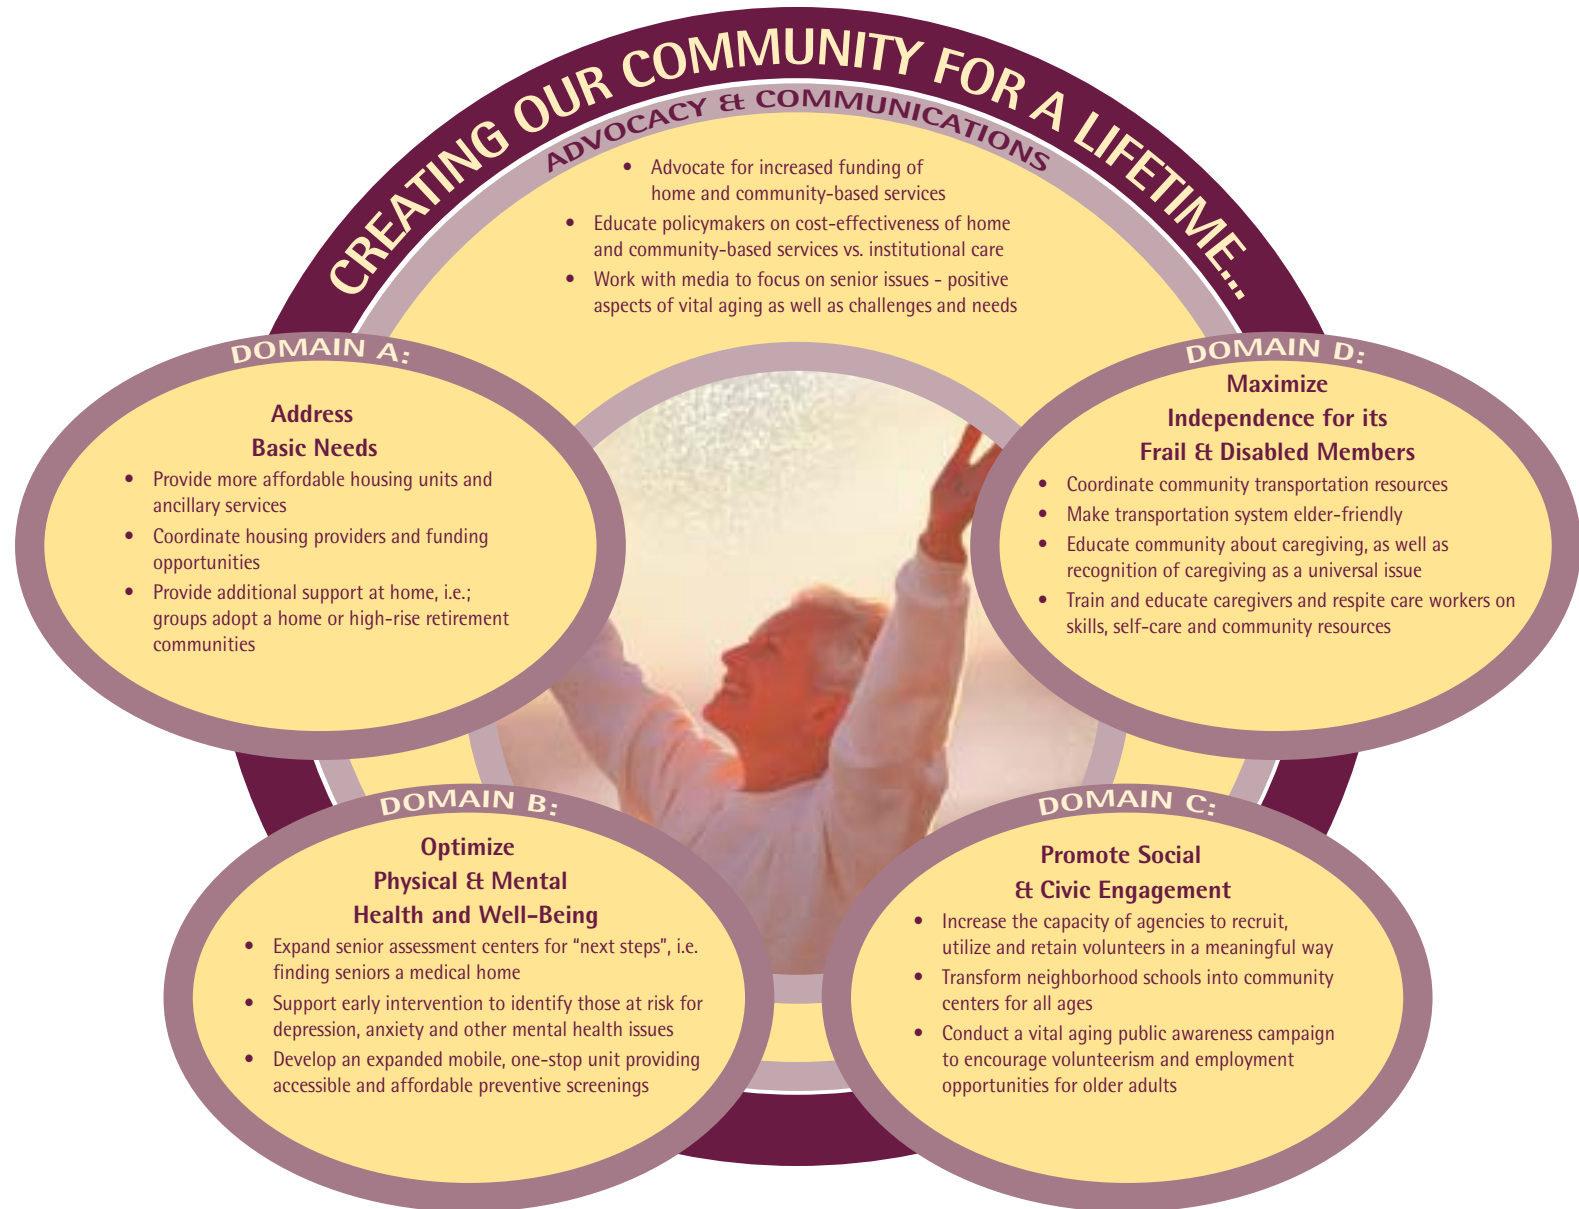 CREATING OUR COMMUNITY FOR A LIFETIME...
ADVOCACY & COMMUNICATIONS
• Advocate for increased funding of
home and community-based services
• Educate policymakers on cost-effectiveness of home
and community-based services vs. institutional care
• Work with media to focus on senior issues - positive
aspects of vital aging as well as challenges and needs
DOMAIN A:
Address
Basic Needs
• Provide more affordable housing units and
ancillary services
• Coordinate housing providers and funding
opportunities
• Provide additional support at home, i.e.;
groups adopt a home or high-rise retirement
communities
DOMAIN D:
Maximize
Independence for its
Frail & Disabled Members
• Coordinate community transportation resources
• Make transportation system elder-friendly
• Educate community about caregiving, as well as
recognition of caregiving as a universal issue
• Train and educate caregivers and respite care workers on
skills, self-care and community resources
DOMAIN B:
Optimize
Physical & Mental
Health and Well-Being
• Expand senior assessment centers for “next steps”, i.e.
finding seniors a medical home
• Support early intervention to identify those at risk for
depression, anxiety and other mental health issues
• Develop an expanded mobile, one-stop unit providing
accessible and affordable preventive screenings
DOMAIN C:
Promote Social
& Civic Engagement
• Increase the capacity of agencies to recruit,
utilize and retain volunteers in a meaningful way
• Transform neighborhood schools into community
centers for all ages
• Conduct a vital aging public awareness campaign
to encourage volunteerism and employment
opportunities for older adults